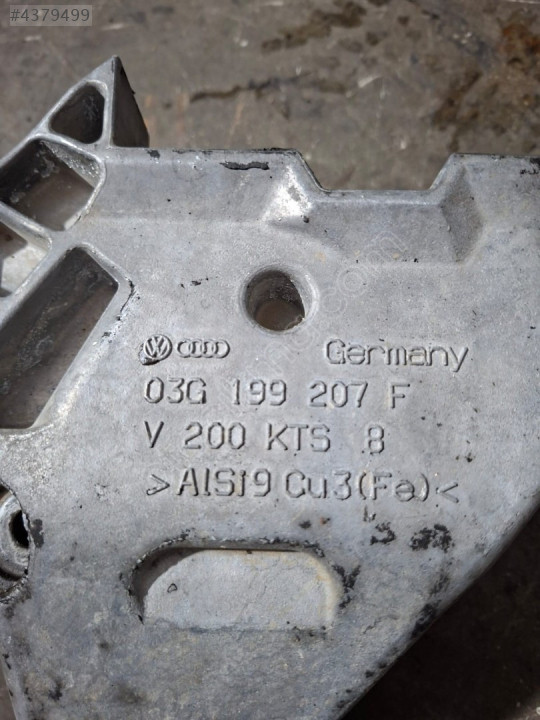 #4379499
Germany
03G 199 207 F
V 200 KTS 8
>AlSi9Cu3(Fe)<